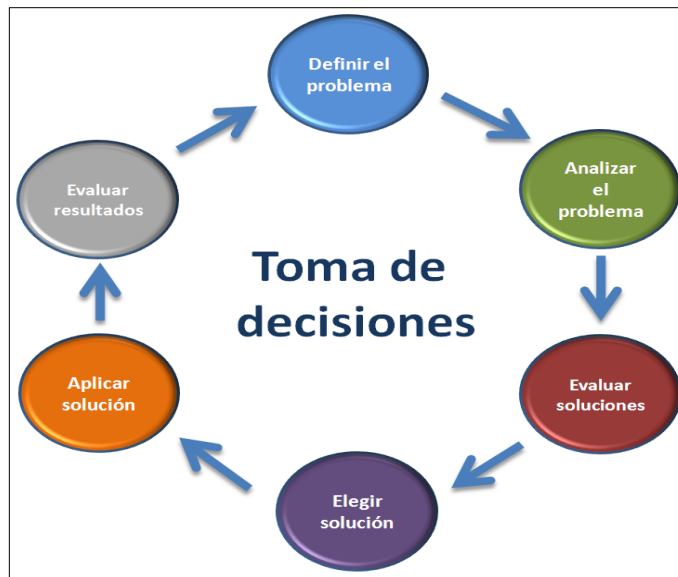 Definir el
problema
Analizar
el
problema
Evaluar
soluciones
Elegir
solución
Aplicar
solución
Evaluar
resultados
Toma de
decisiones